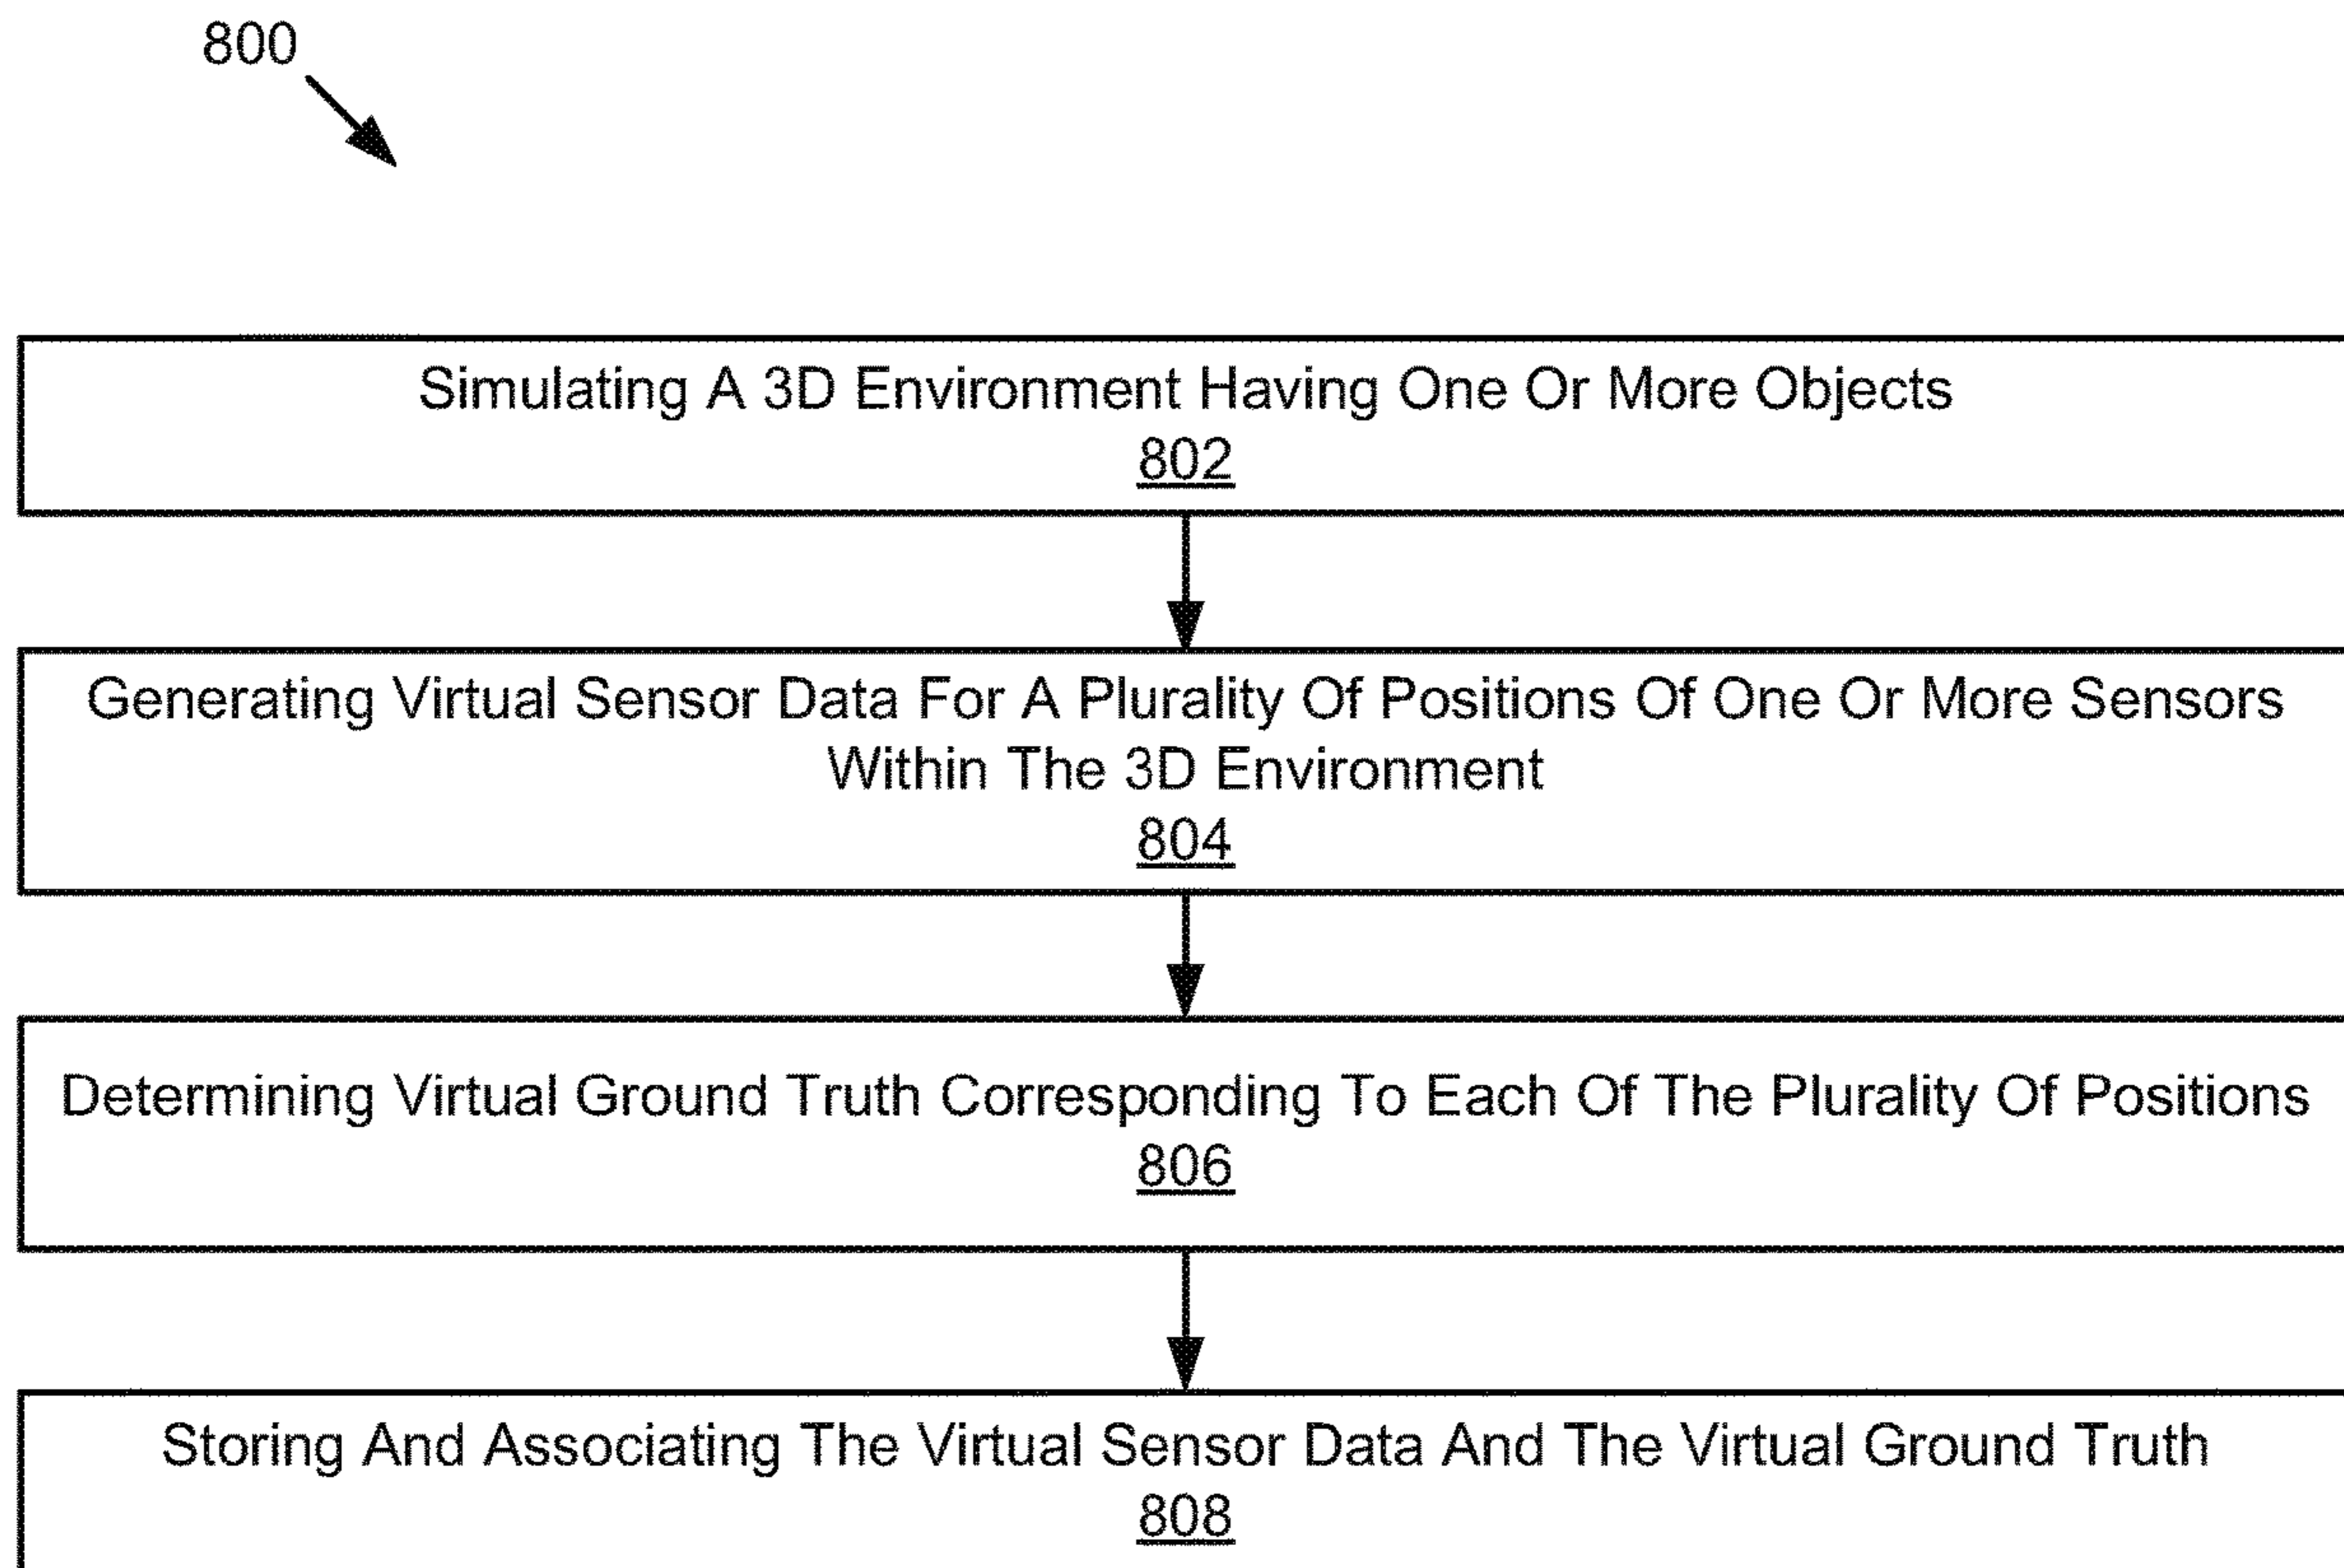 800
Simulating A 3D Environment Having One Or More Objects
802
Generating Virtual Sensor Data For A Plurality Of Positions Of One Or More Sensors
Within The 3D Environment
804
Determining Virtual Ground Truth Corresponding To Each Of The Plurality Of Positions
806
Storing And Associating The Virtual Sensor Data And The Virtual Ground Truth
808